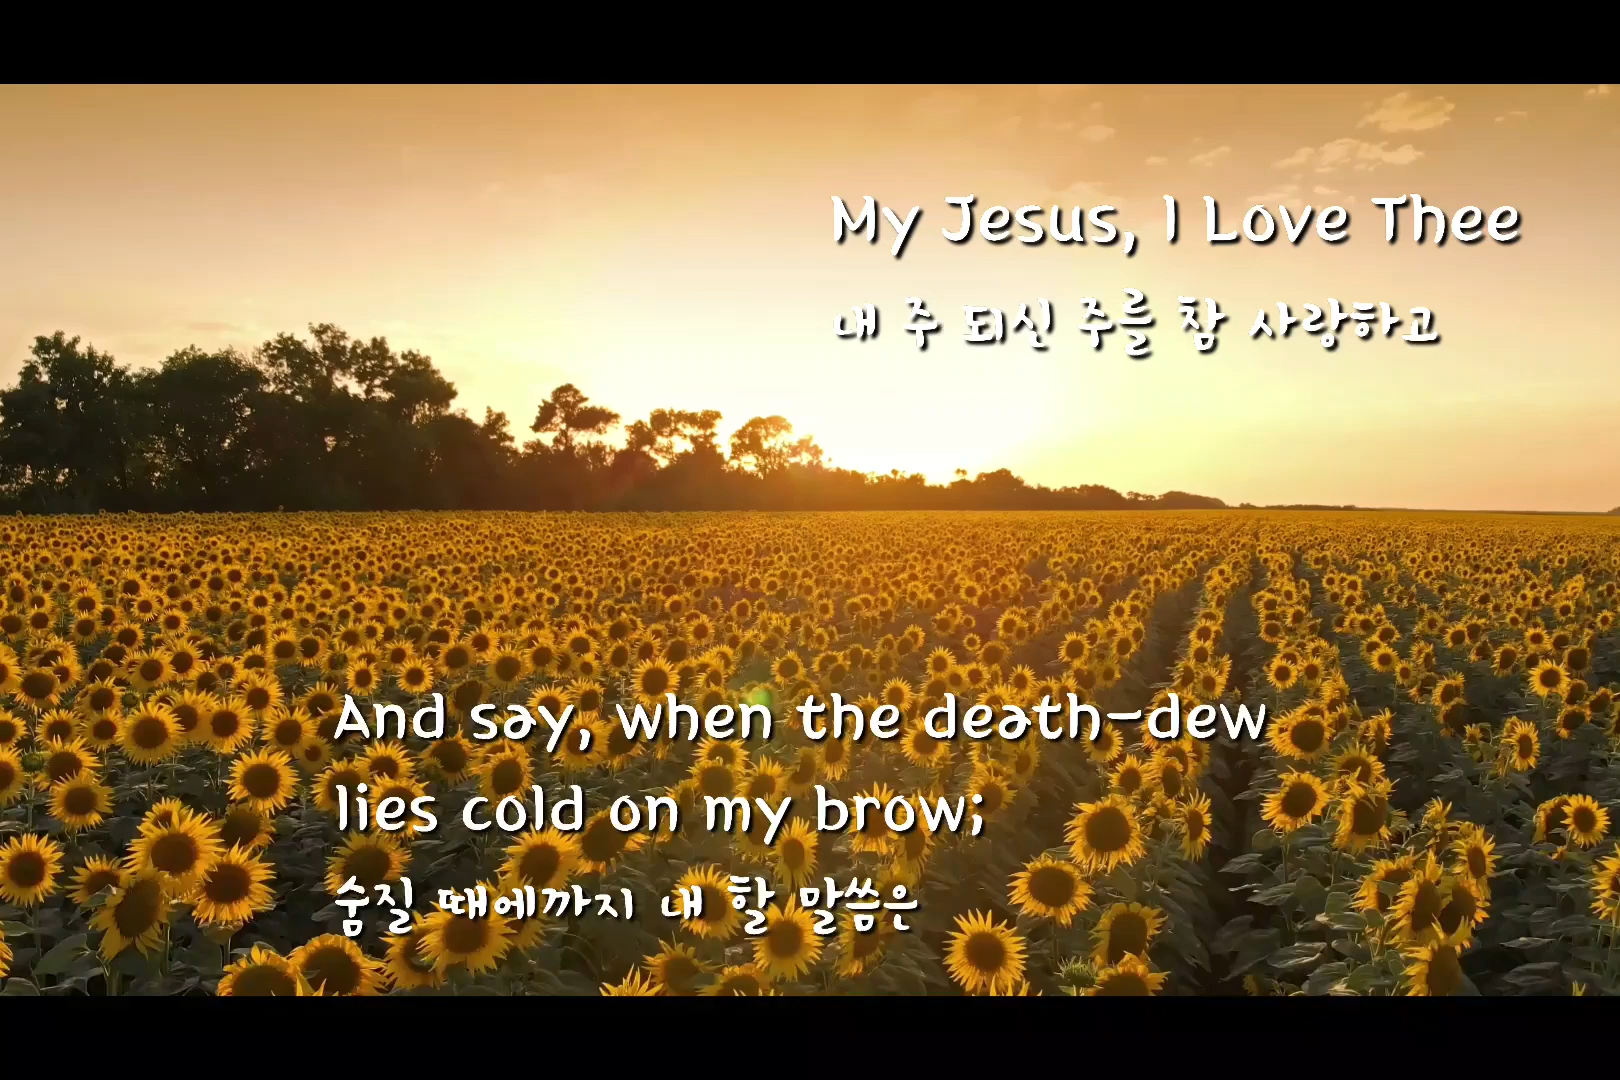 My Jesus, I Love Thee
내 주 되신 주를 참 사랑하고
And say, when the death-dew
lies cold on my brow;
숨질 때에까지 내 할 말씀은